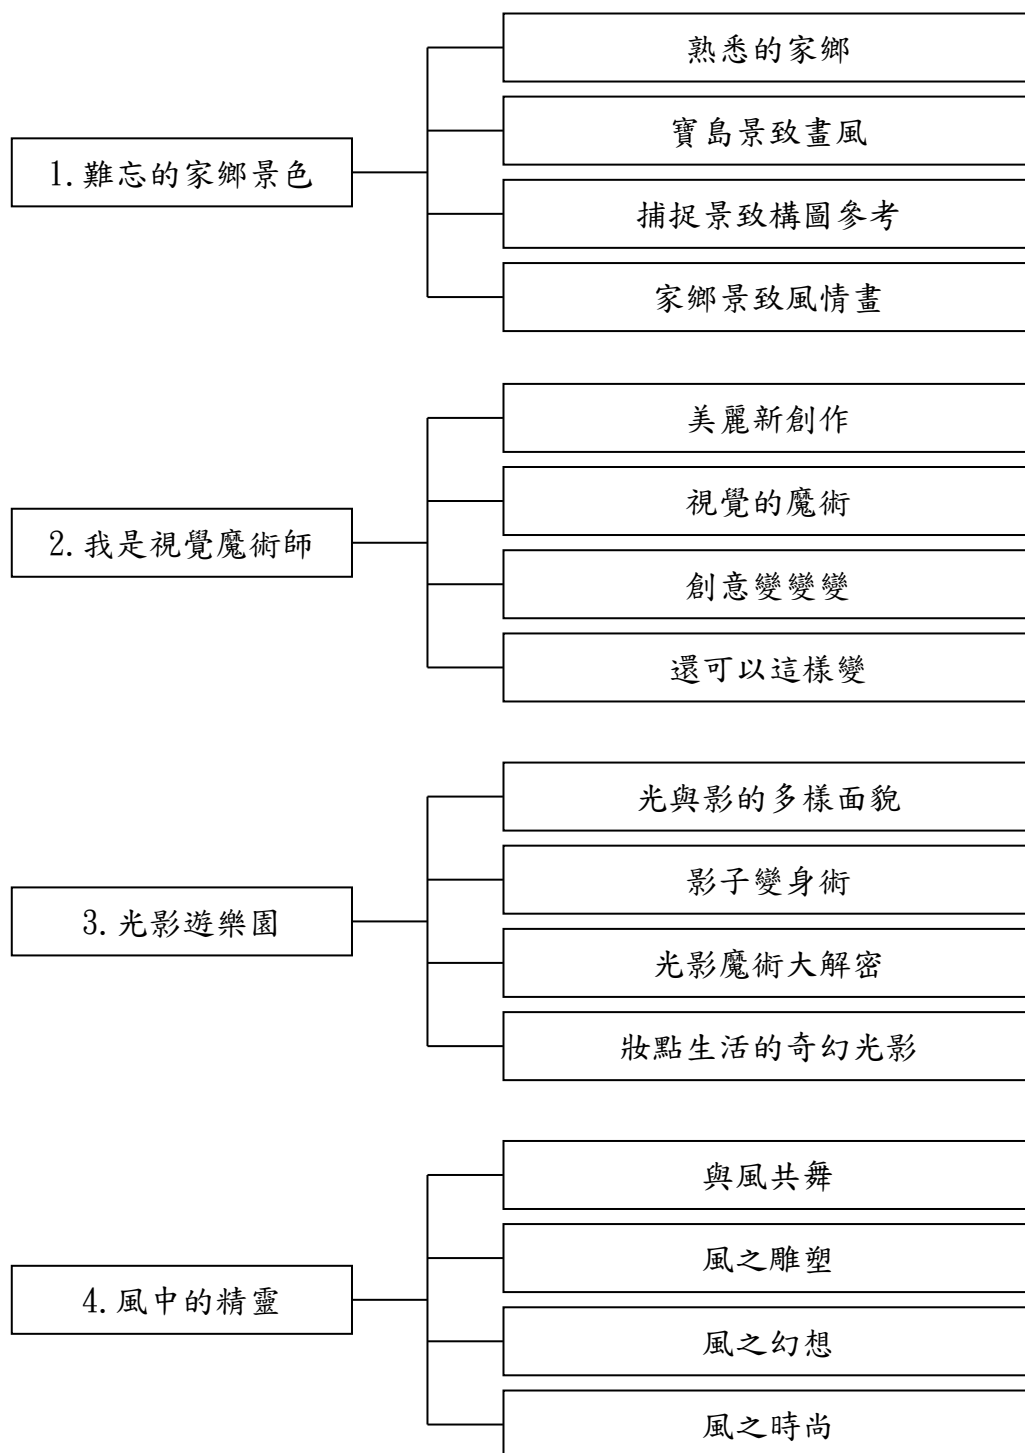 1.難忘的家鄉景色
熟悉的家鄉
寶島景致畫風
捕捉景致構圖參考
家鄉景致風情畫
2.我是視覺魔術師
美麗新創作
視覺的魔術
創意變變變
還可以這樣變
3.光影遊樂園
光與影的多樣面貌
影子變身術
光影魔術大解密
妝點生活的奇幻光影
4.風中的精靈
與風共舞
風之雕塑
風之幻想
風之時尚